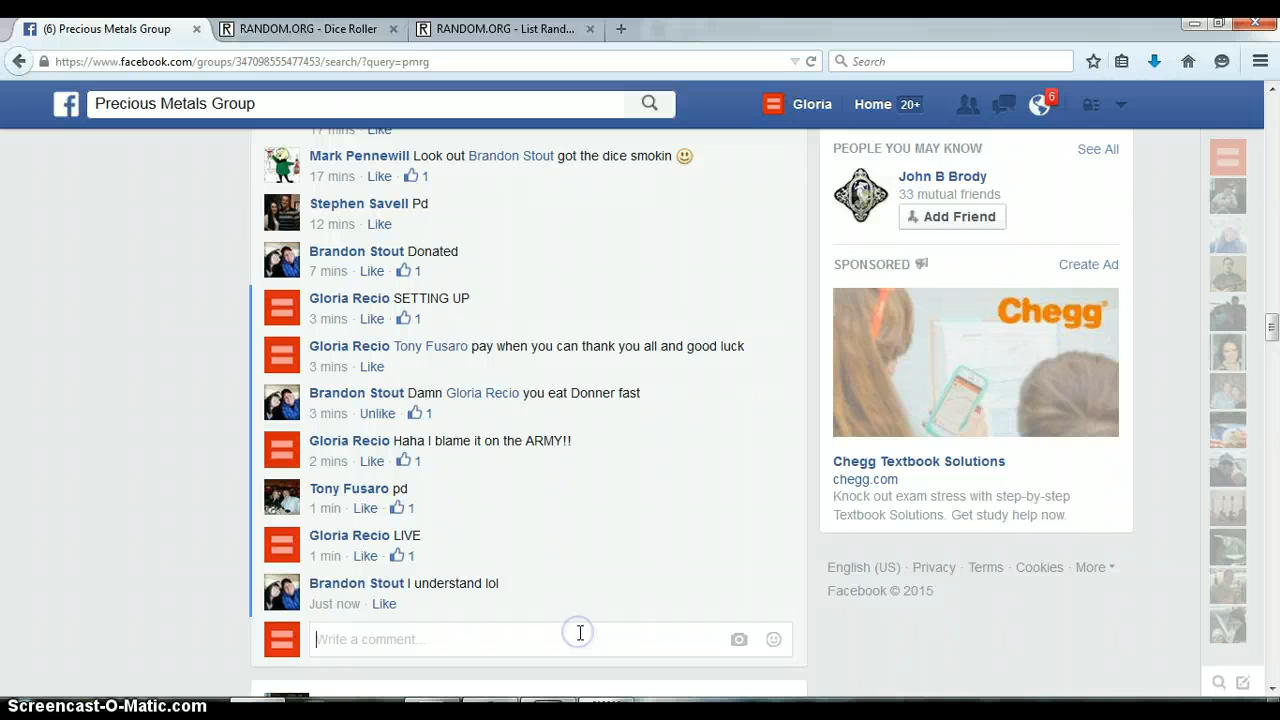 (6) Precious Metals Group
RANDOM.ORG - Dice Roller
RANDOM.ORG - List Rand...
https://www.facebook.com/groups/347098555477453/search/?query=pmrg
Search
Precious Metals Group
Gloria
Home 20+
6
17 mins · Like
Mark Pennewill Look out Brandon Stout got the dice smokin
17 mins · Like · 1
Stephen Savell Pd
12 mins · Like
Brandon Stout Donated
7 mins · Like · 1
Gloria Recio SETTING UP
3 mins · Like · 1
Gloria Recio Tony Fusaro pay when you can thank you all and good luck
3 mins · Like
Brandon Stout Damn Gloria Recio you eat Donner fast
3 mins · Unlike · 1
Gloria Recio Haha I blame it on the ARMY!!
2 mins · Like · 1
Tony Fusaro pd
1 min · Like · 1
Gloria Recio LIVE
1 min · Like · 1
Brandon Stout I understand lol
Just now · Like
Write a comment...
PEOPLE YOU MAY KNOW
See All
John B Brody
33 mutual friends
Add Friend
SPONSORED
Create Ad
Chegg
Chegg Textbook Solutions
chegg.com
Knock out exam stress with step-by-step
Textbook Solutions. Get study help now.
English (US) · Privacy · Terms · Cookies · More
Facebook © 2015
Screencast-O-Matic.com